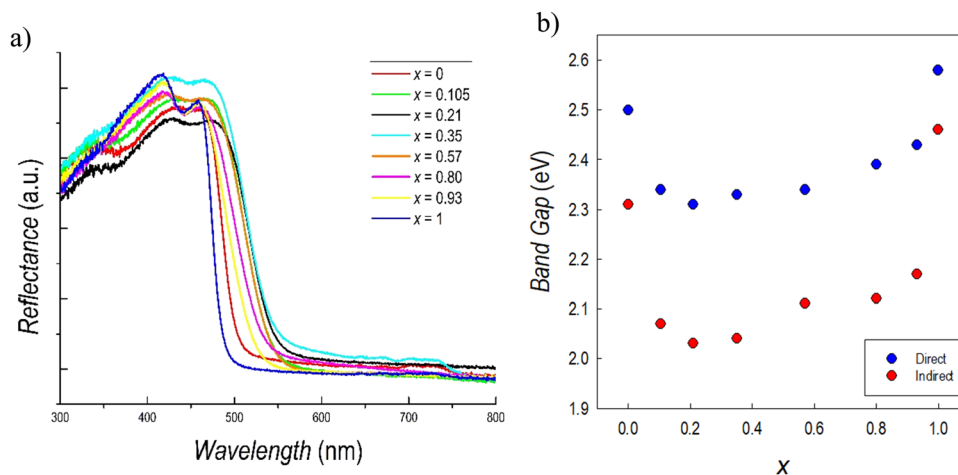 a)
Reflectance (a.u.)
x = 0
x = 0.105
x = 0.21
x = 0.35
x = 0.57
x = 0.80
x = 0.93
x = 1
300 400 500 600 700 800
Wavelength (nm)
b)
Band Gap (eV)
2.6
2.5
2.4
2.3
2.2
2.1
2.0
1.9
Direct
Indirect
0.0 0.2 0.4 0.6 0.8 1.0
x